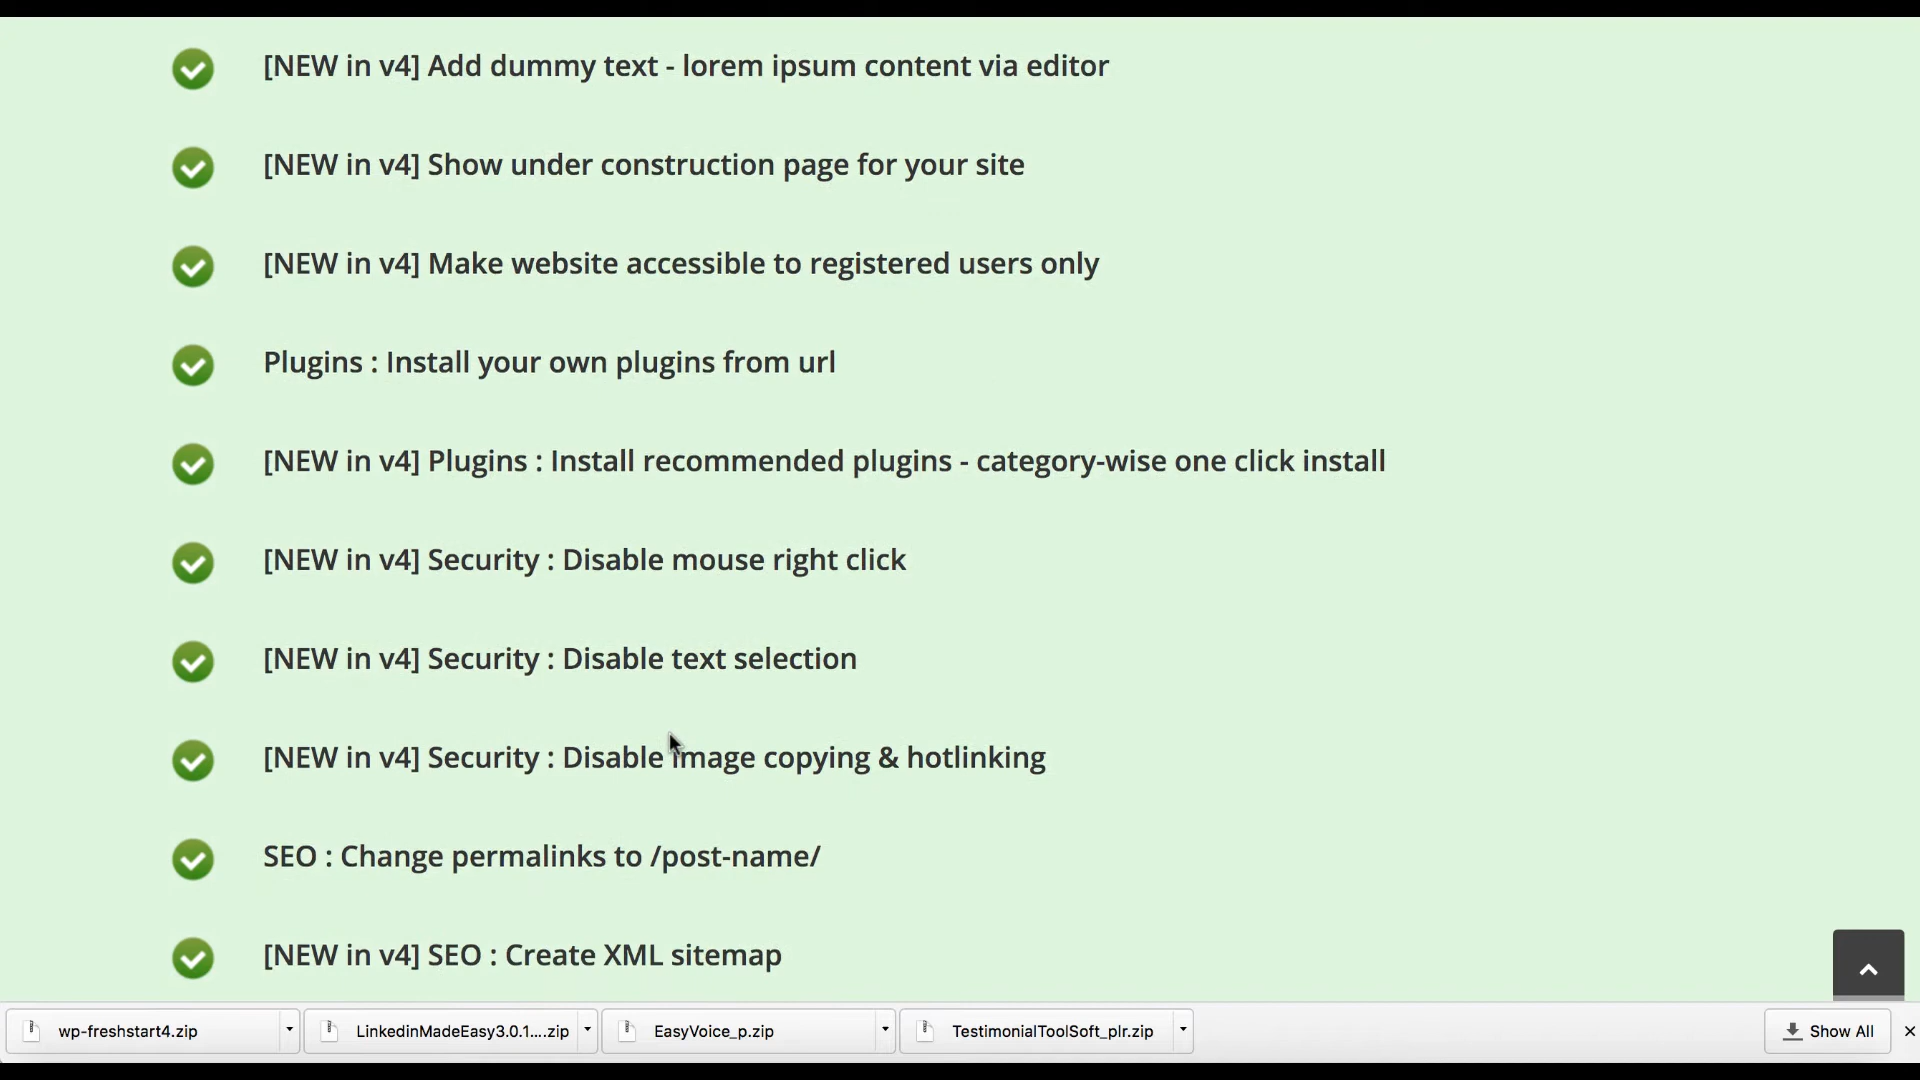 [NEW in v4] Add dummy text - lorem ipsum content via editor
[NEW in v4] Show under construction page for your site
[NEW in v4] Make website accessible to registered users only
Plugins : Install your own plugins from url
[NEW in v4] Plugins : Install recommended plugins - category-wise one click install
[NEW in v4] Security : Disable mouse right click
[NEW in v4] Security : Disable text selection
[NEW in v4] Security : Disable image copying & hotlinking
SEO : Change permalinks to /post-name/
[NEW in v4] SEO : Create XML sitemap
wp-freshstart4.zip
LinkedinMadeEasy3.0.1....zip
EasyVoice_p.zip
TestimonialToolSoft_plr.zip
Show All